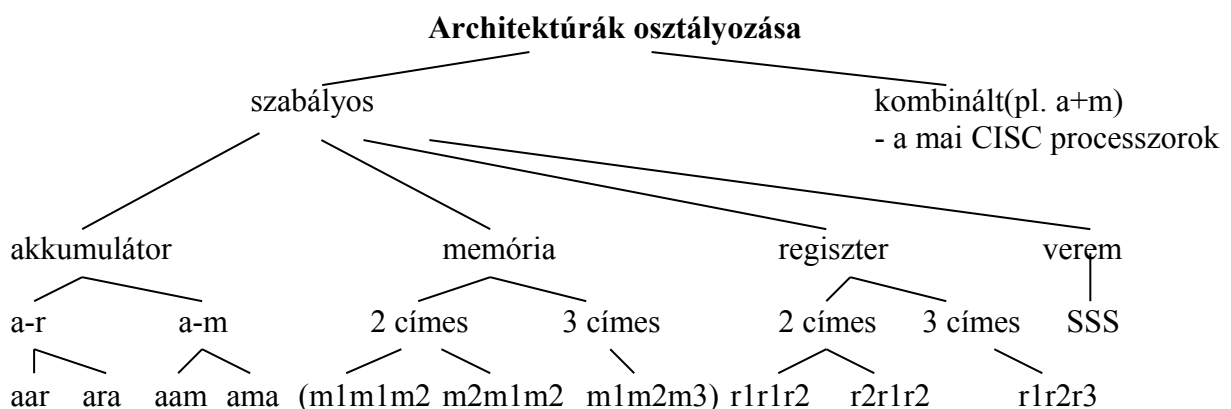 Architektúrák osztályozása
szabályos kombinált(pl. a+m)
- a mai CISC processzorok
akkumulátor memória regiszter verem
a-r a-m 2 címes 3 címes 2 címes 3 címes SSS
aar ara aam ama (m1m1m2 m2m1m2 m1m2m3) r1r1r2 r2r1r2 r1r2r3